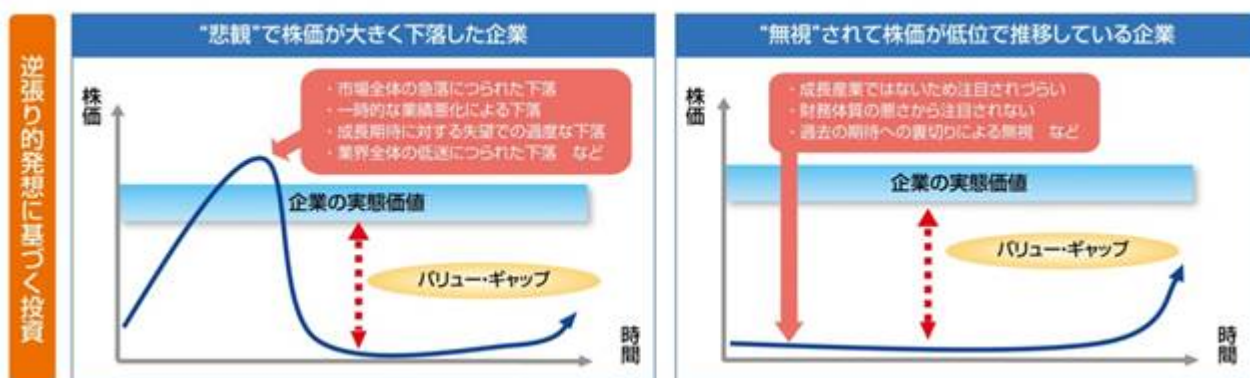 逆張り的発想に基づく投資
“悲観”で株価が大きく下落した企業
株価
・市場全体の急落につられた下落
・一時的な業績悪化による下落
・成長期待に対する失望での過度な下落
・業界全体の低迷につられた下落　など
企業の実態価値
バリュー・ギャップ
時間
“無視”されて株価が低位で推移している企業
株価
・成長産業ではないため注目されづらい
・財務体質の悪さから注目されない
・過去の期待への裏切りによる無視　など
企業の実態価値
バリュー・ギャップ
時間